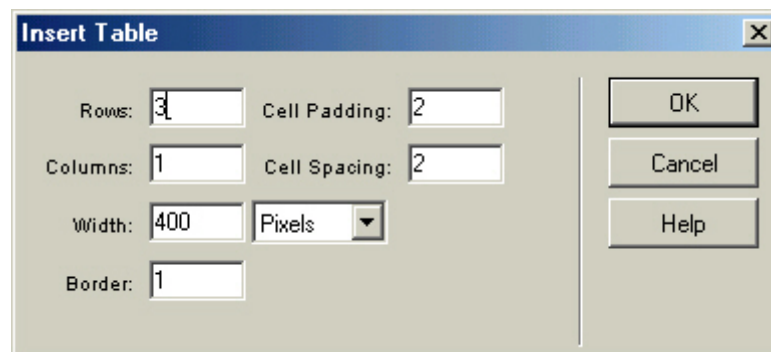 Insert Table
Rows: 3 Cell Padding: 2 OK
Columns: 1 Cell Spacing: 2 Cancel
Width: 400 Pixels Help
Border: 1